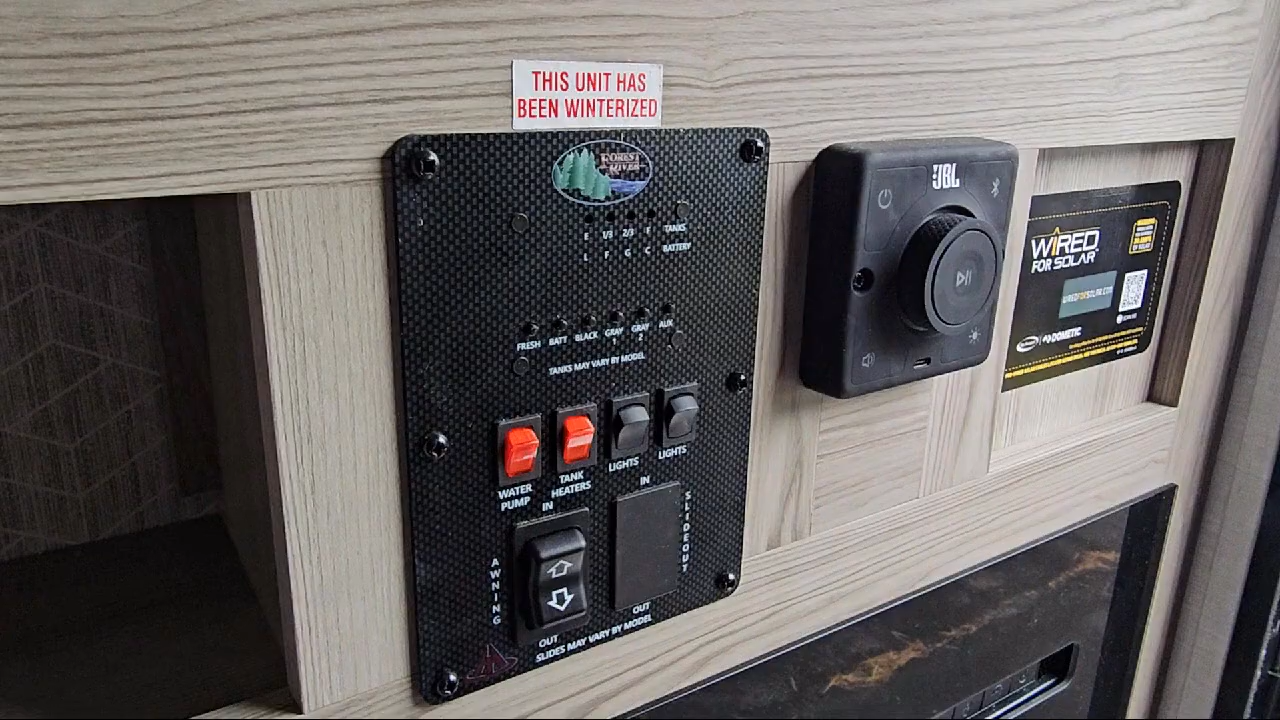 THIS UNIT HAS
BEEN WINTERIZED
FOREST
RIVER
E 1/3 2/3 F TANKS
L F G C BATTERY
FRESH BATT BLACK GRAY 1 GRAY 2 AUX
TANKS MAY VARY BY MODEL
WATER PUMP
TANK HEATERS
LIGHTS
LIGHTS
IN
IN
AWNING
SLIDEOUT
OUT
OUT
SLIDES MAY VARY BY MODEL
JBL
WIRED
FOR SOLAR
WIREDFORSOLAR.COM
DOMETIC